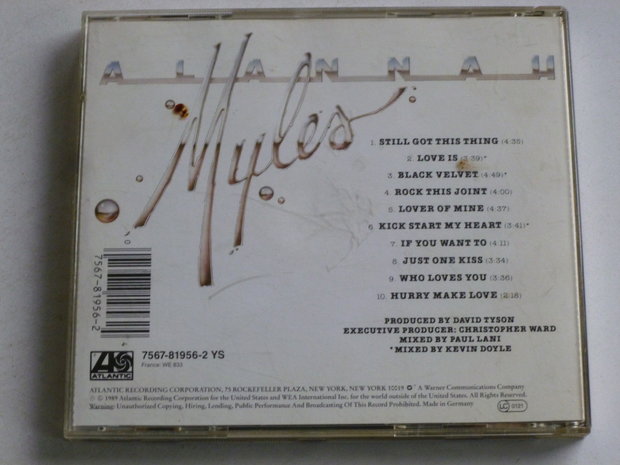 ALANNAH
Myles
1. STILL GOT THIS THING (4:35)
2. LOVE IS (3:39)*
3. BLACK VELVET (4:49)*
4. ROCK THIS JOINT (4:00)
5. LOVER OF MINE (4:37)
6. KICK START MY HEART (3:41)*
7. IF YOU WANT TO (4:11)
8. JUST ONE KISS (3:34)
9. WHO LOVES YOU (3:36)
10. HURRY MAKE LOVE (2:18)
PRODUCED BY DAVID TYSON
EXECUTIVE PRODUCER: CHRISTOPHER WARD
MIXED BY PAUL LANI
*MIXED BY KEVIN DOYLE
0
7567-81956-2
ATLANTIC
7567-81956-2 YS
France: WE 833
ATLANTIC RECORDING CORPORATION, 75 ROCKEFELLER PLAZA, NEW YORK, NEW YORK 10019 A Warner Communications Company
℗ © 1989 Atlantic Recording Corporation for the United States and WEA International Inc. for the world outside of the United States. All Rights Reserved.
Warning: Unauthorized Copying, Hiring, Lending, Public Performance And Broadcasting Of This Record Prohibited. Made in Germany
LC 0121